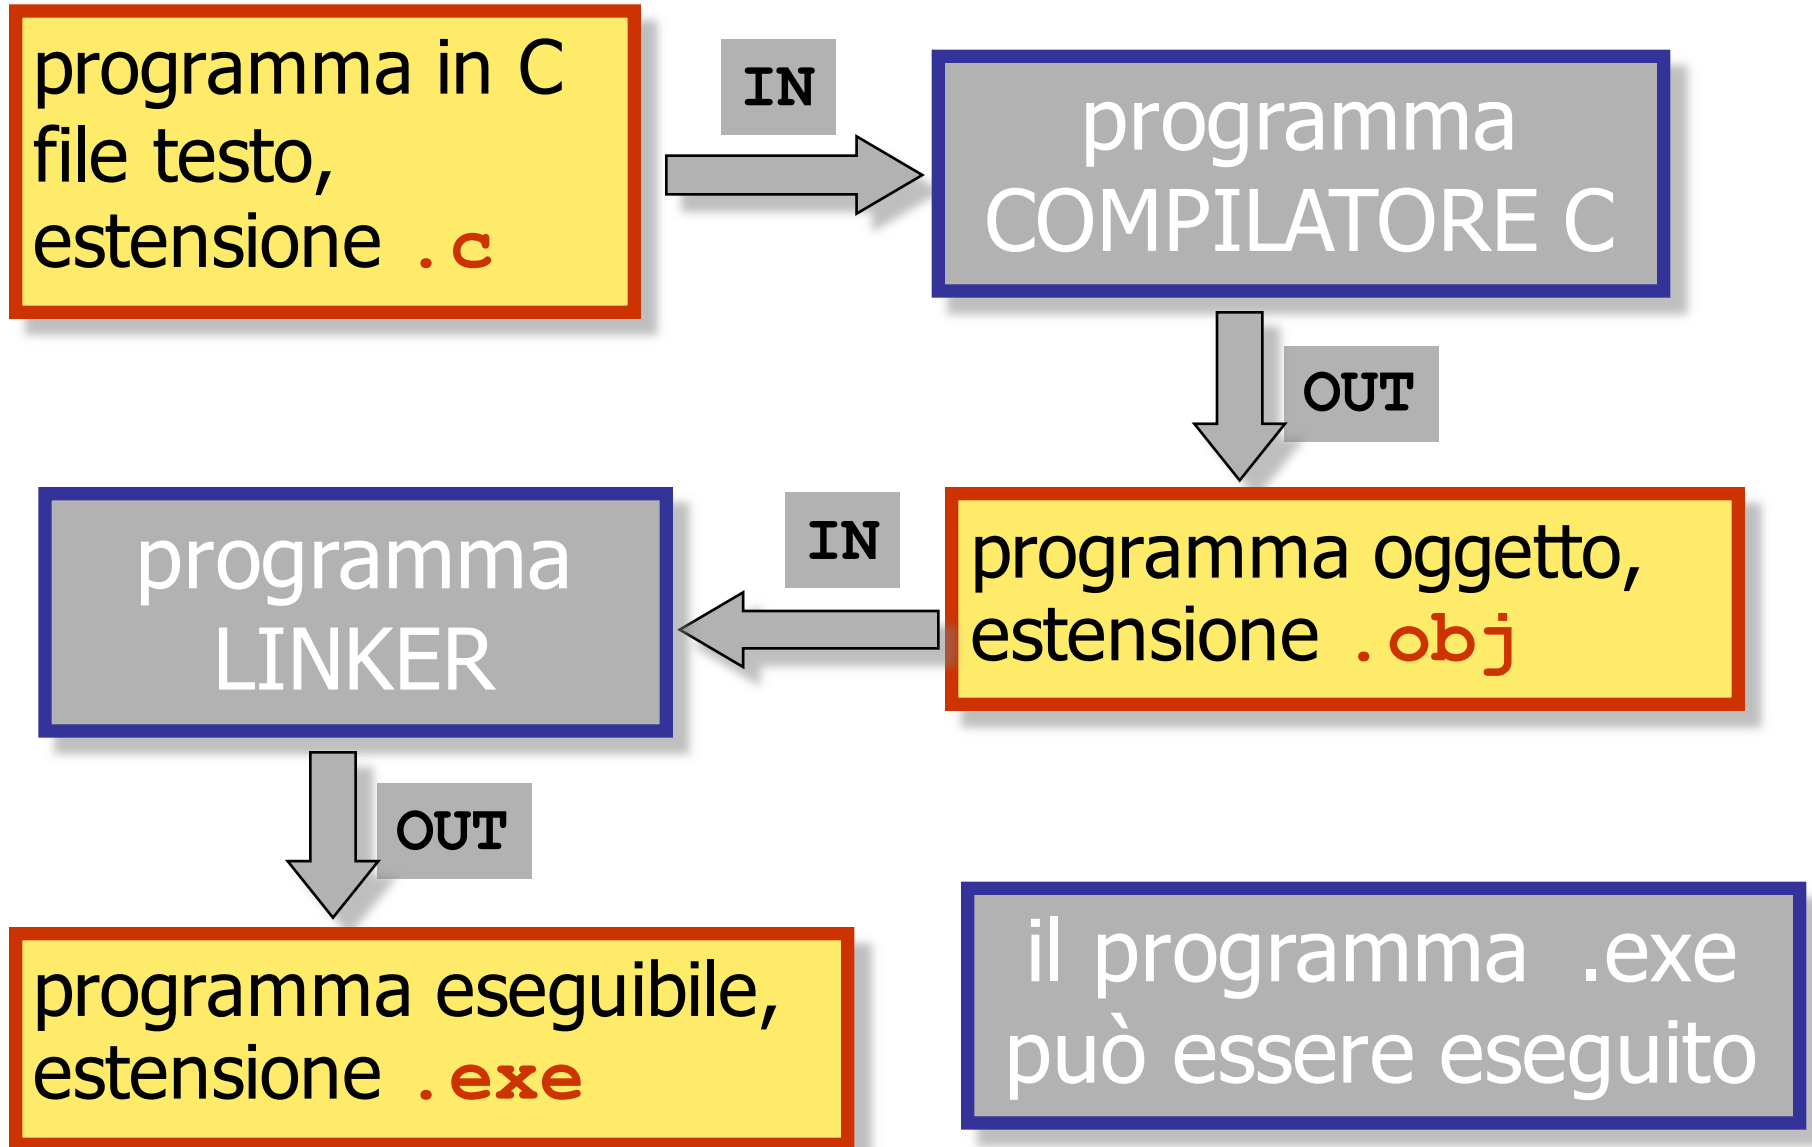 programma in C
file testo,
estensione .c
IN
programma
COMPILATORE C
OUT
programma oggetto,
estensione .obj
IN
programma
LINKER
OUT
programma eseguibile,
estensione .exe
il programma .exe
può essere eseguito